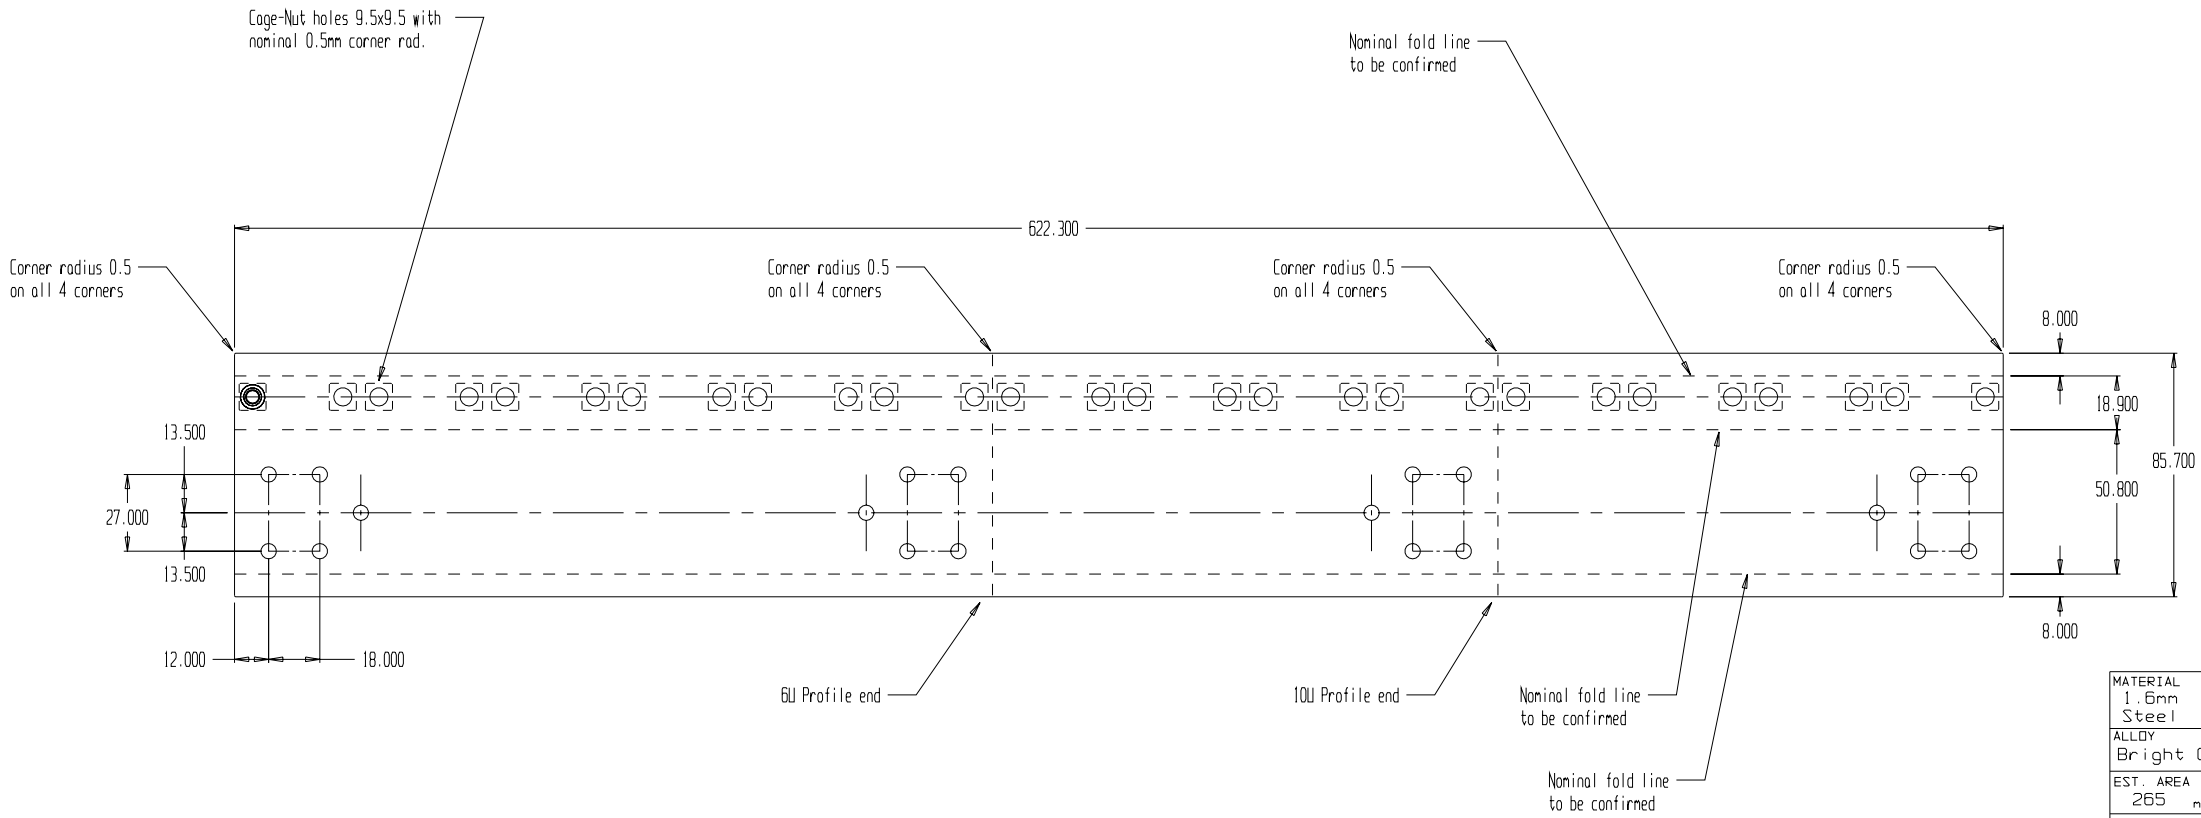 Cage-Nut holes 9.5x9.5 with
nominal 0.5mm corner rad.
Nominal fold line
to be confirmed
622.300
Corner radius 0.5
on all 4 corners
Corner radius 0.5
on all 4 corners
Corner radius 0.5
on all 4 corners
Corner radius 0.5
on all 4 corners
8.000
18.900
13.500
85.700
50.800
27.000
13.500
8.000
12.000
18.000
6U Profile end
10U Profile end
Nominal fold line
to be confirmed
Nominal fold line
to be confirmed
MATERIAL
1.6mm
Steel
ALLOY
Bright
EST. AREA
265 m